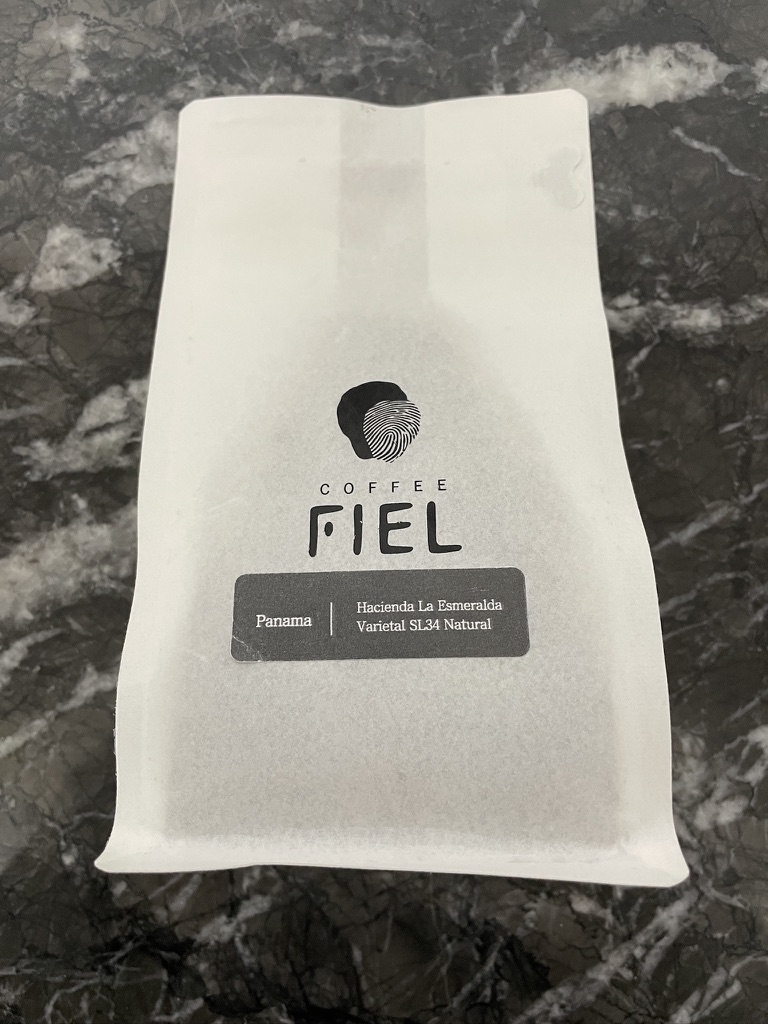 COFFEE
FIEL
Panama
Hacienda La Esmeralda
Varietal SL34 Natural